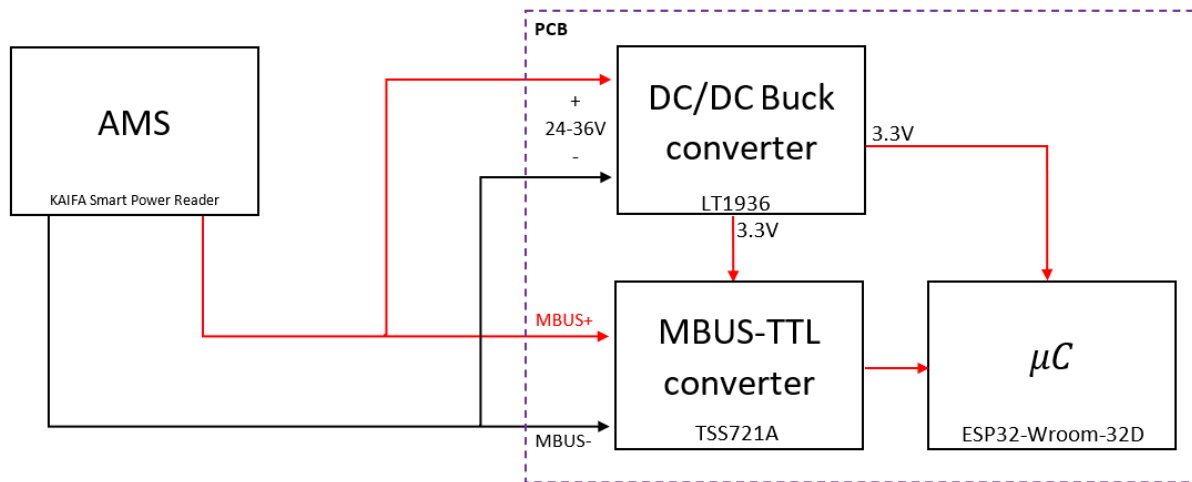 PCB
AMS
KAIFA Smart Power Reader
+
24-36V
-
DC/DC Buck
converter
LT1936
3.3V
3.3V
MBUS+
MBUS-TTL
converter
TSS721A
MBUS-
μC
ESP32-Wroom-32D